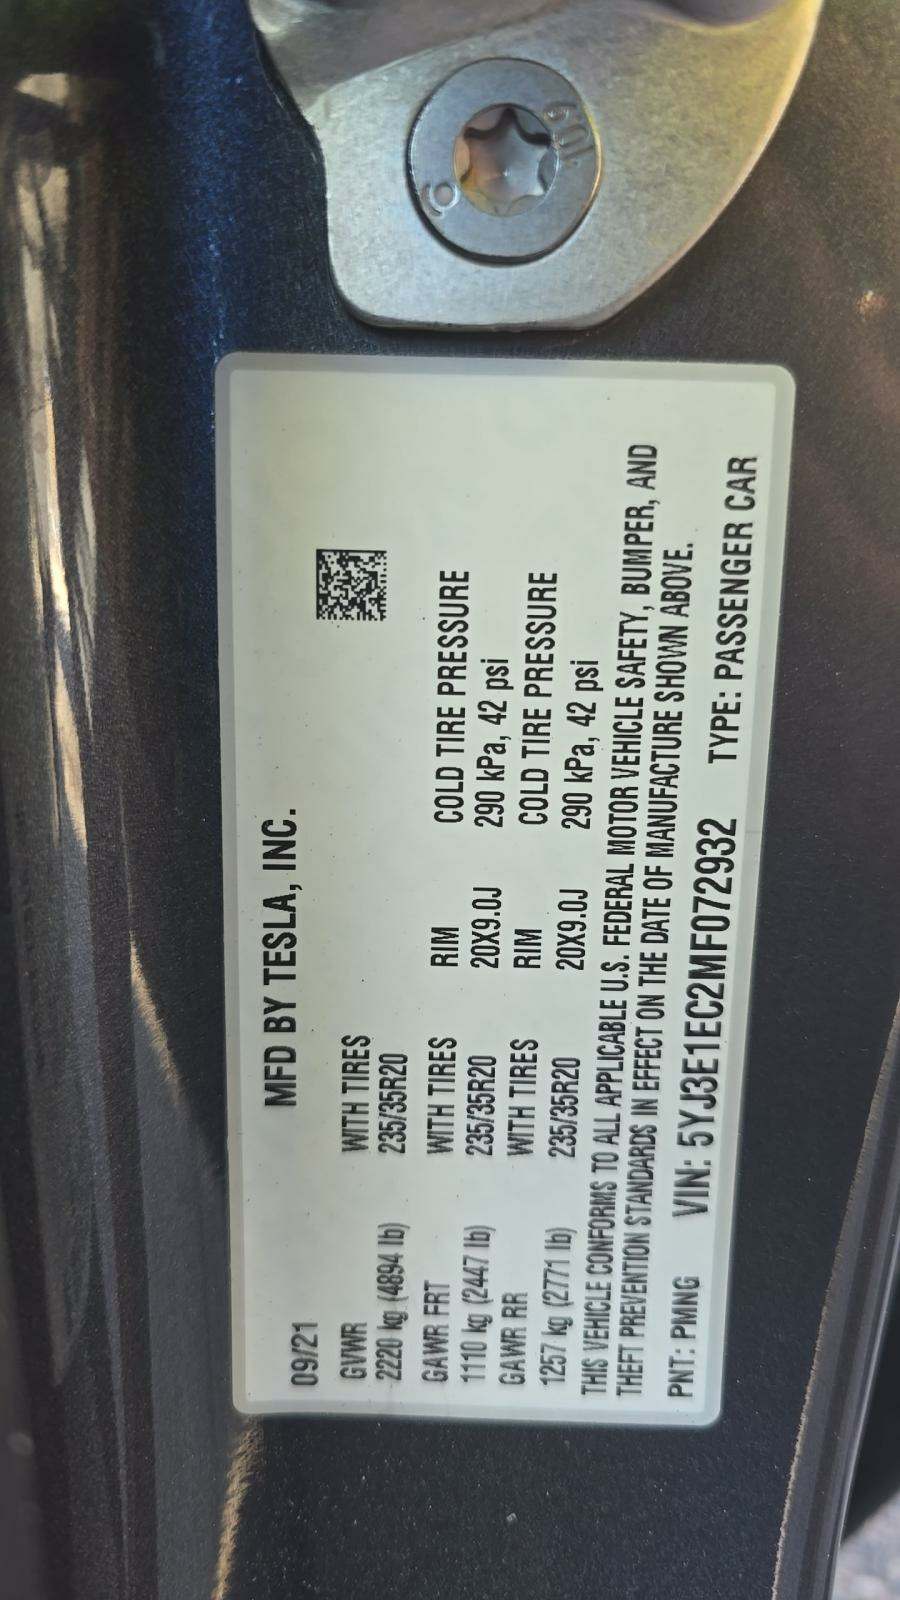 10.9
09/21 MFD BY TESLA, INC.
GVWR WITH TIRES
2220 kg (4894 lb) 235/35R20
GAWR FRT WITH TIRES RIM COLD TIRE PRESSURE
1110 kg (2447 lb) 235/35R20 20X9.0J 290 kPa, 42 psi
GAWR RR WITH TIRES RIM COLD TIRE PRESSURE
1257 kg (2771 lb) 235/35R20 20X9.0J 290 kPa, 42 psi
THIS VEHICLE CONFORMS TO ALL APPLICABLE U.S. FEDERAL MOTOR VEHICLE SAFETY, BUMPER, AND
THEFT PREVENTION STANDARDS IN EFFECT ON THE DATE OF MANUFACTURE SHOWN ABOVE.
PNT: PMNG VIN: 5YJ3E1EC2MF072932 TYPE: PASSENGER CAR